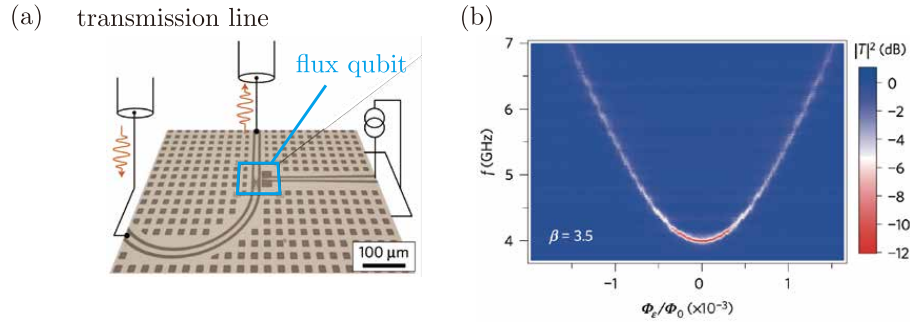 (a) transmission line
flux qubit
100 µm
(b)
|T|² (dB)
7
6
5
4
f (GHz)
β = 3.5
-1
0
1
Φε/Φ0 (×10-3)
0
-2
-4
-6
-8
-10
-12